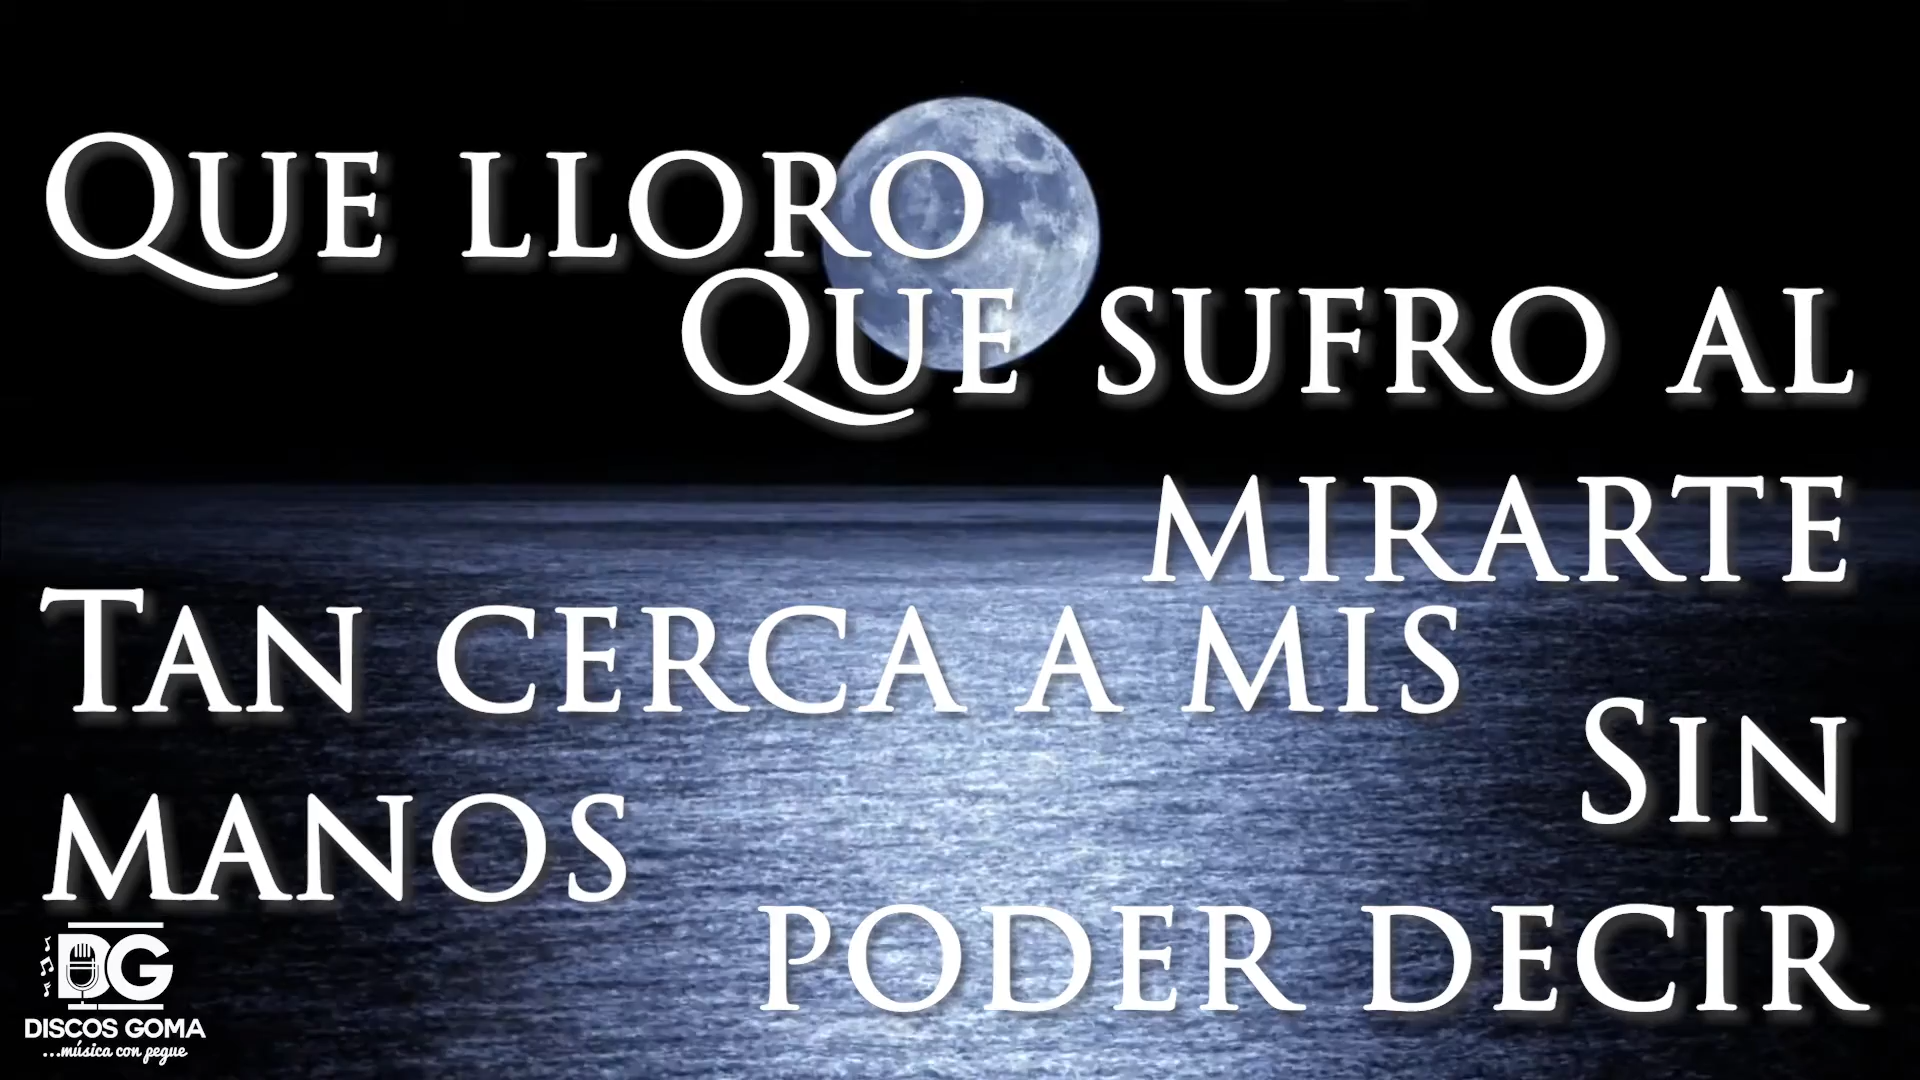 Que lloro
Que sufro al
mirarte
Tan cerca a mis
manos
Sin
poder decir
DG
DISCOS GOMA
...música con pegue